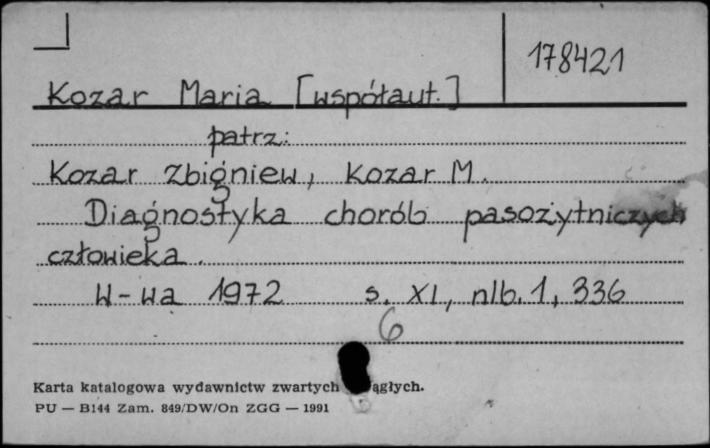 178421
Kozar Maria [współaut.]
patrz:
Kozar Zbigniew, Kozar M.
Diagnostyka chorób pasożytniczych
człowieka.
W-wa 1972 s. XI, nlb. 1, 336
6
Karta katalogowa wydawnictw zwartych ągłych.
PU — B144 Zam. 849/DW/On ZGG — 1991